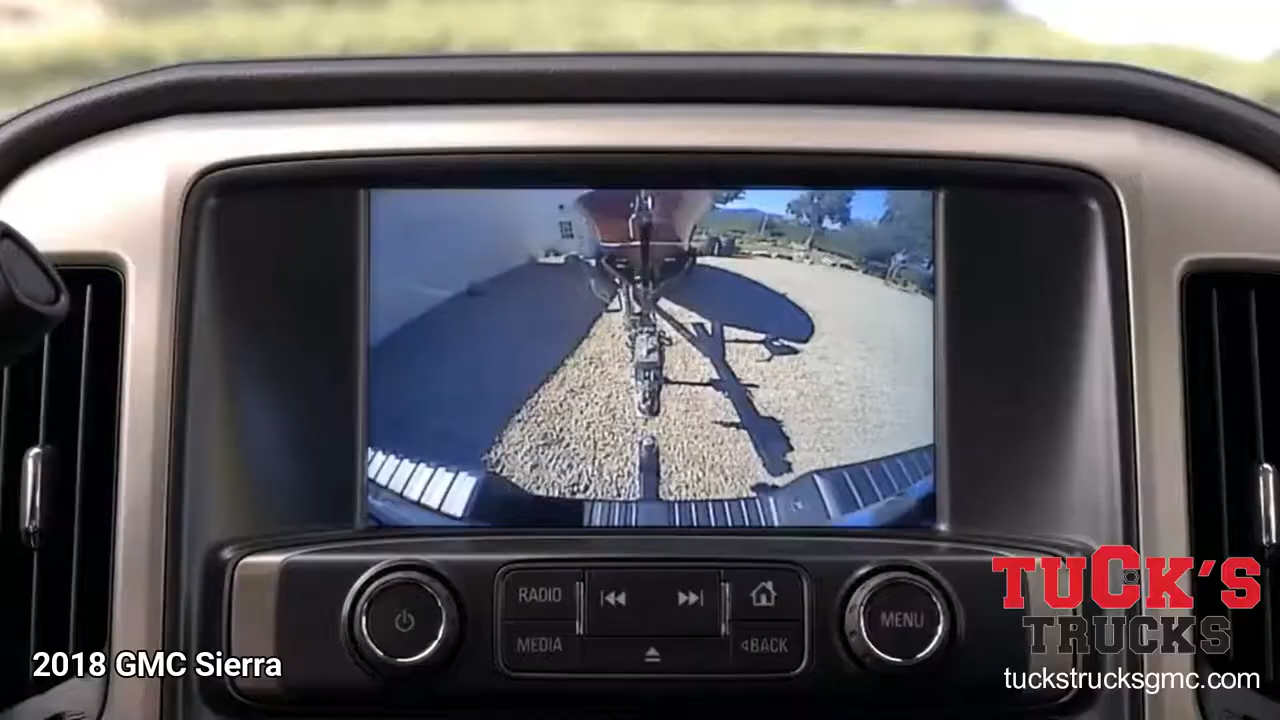 RADIO
MEDIA
◁BACK
MENU
2018 GMC Sierra
TUCK'S
TRUCKS
tuckstrucksgmc.com